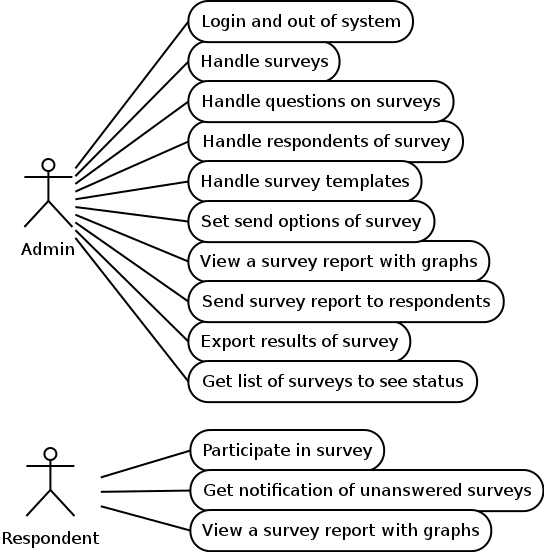 Login and out of system
Handle surveys
Handle questions on surveys
Handle respondents of survey
Handle survey templates
Set send options of survey
Admin
View a survey report with graphs
Send survey report to respondents
Export results of survey
Get list of surveys to see status
Participate in survey
Get notification of unanswered surveys
View a survey report with graphs
Respondent